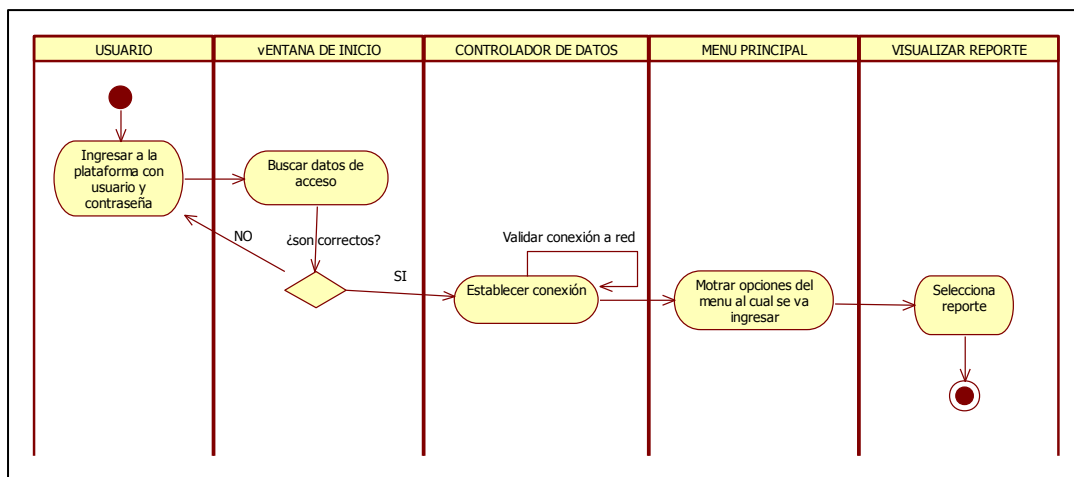 USUARIO
vENTANA DE INICIO
CONTROLADOR DE DATOS
MENU PRINCIPAL
VISUALIZAR REPORTE
Ingresar a la
plataforma con
usuario y
contraseña
Buscar datos de
acceso
NO
¿son correctos?
SI
Validar conexión a red
Establecer conexión
Motrar opciones del
menu al cual se va
ingresar
Selecciona
reporte